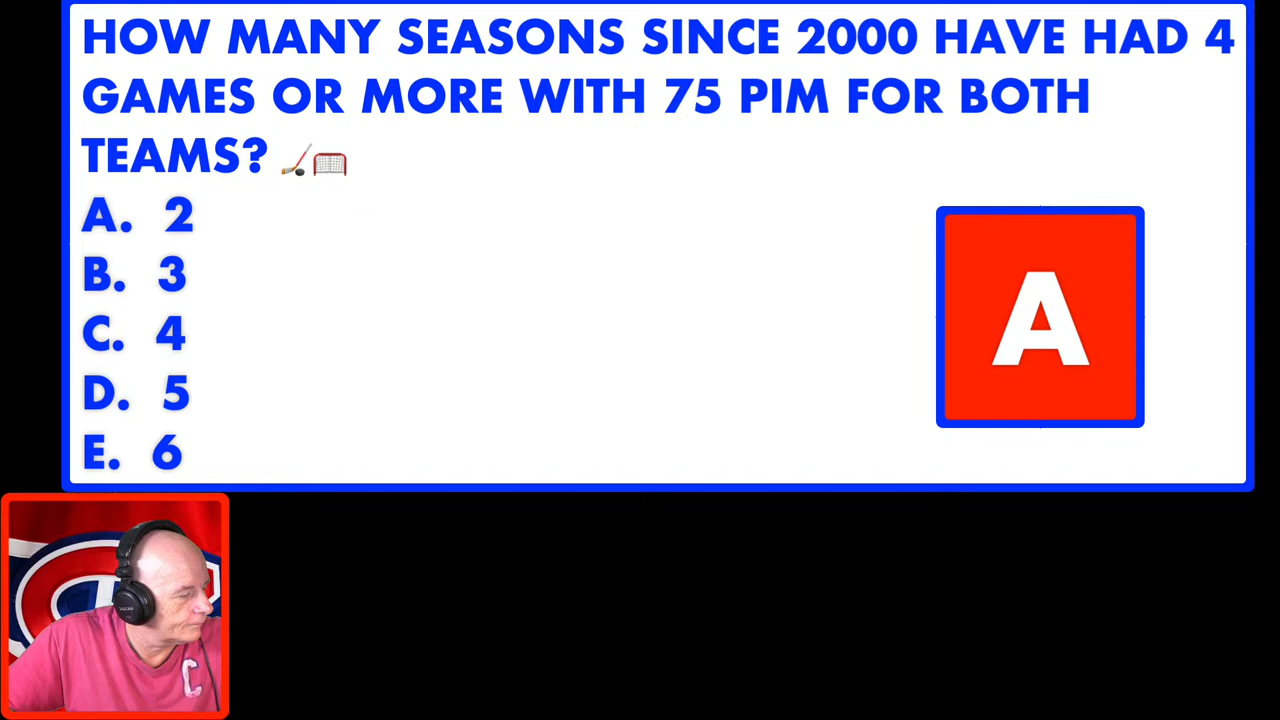 HOW MANY SEASONS SINCE 2000 HAVE HAD 4
GAMES OR MORE WITH 75 PIM FOR BOTH
TEAMS? 🏒🥅
A. 2
B. 3
C. 4
D. 5
E. 6
A
C